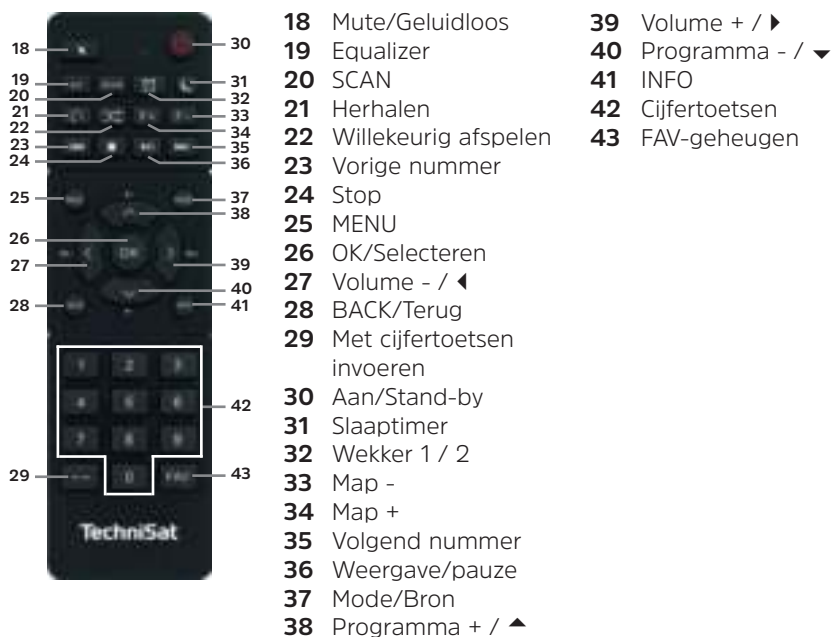 18
19
20
21
22
23
24
25
26
27
28
29
30
31
32
33
34
35
36
37
38
39
40
41
42
43
OK
1 2 3
4 5 6
7 8 9
0 FAV
TechniSat
18 Mute/Geluidloos
19 Equalizer
20 SCAN
21 Herhalen
22 Willekeurig afspelen
23 Vorige nummer
24 Stop
25 MENU
26 OK/Selecteren
27 Volume - / ◀
28 BACK/Terug
29 Met cijfertoetsen
invoeren
30 Aan/Stand-by
31 Slaaptimer
32 Wekker 1 / 2
33 Map -
34 Map +
35 Volgend nummer
36 Weergave/pauze
37 Mode/Bron
38 Programma + / ▲
39 Volume + / ▶
40 Programma - / ▼
41 INFO
42 Cijfertoetsen
43 FAV-geheugen